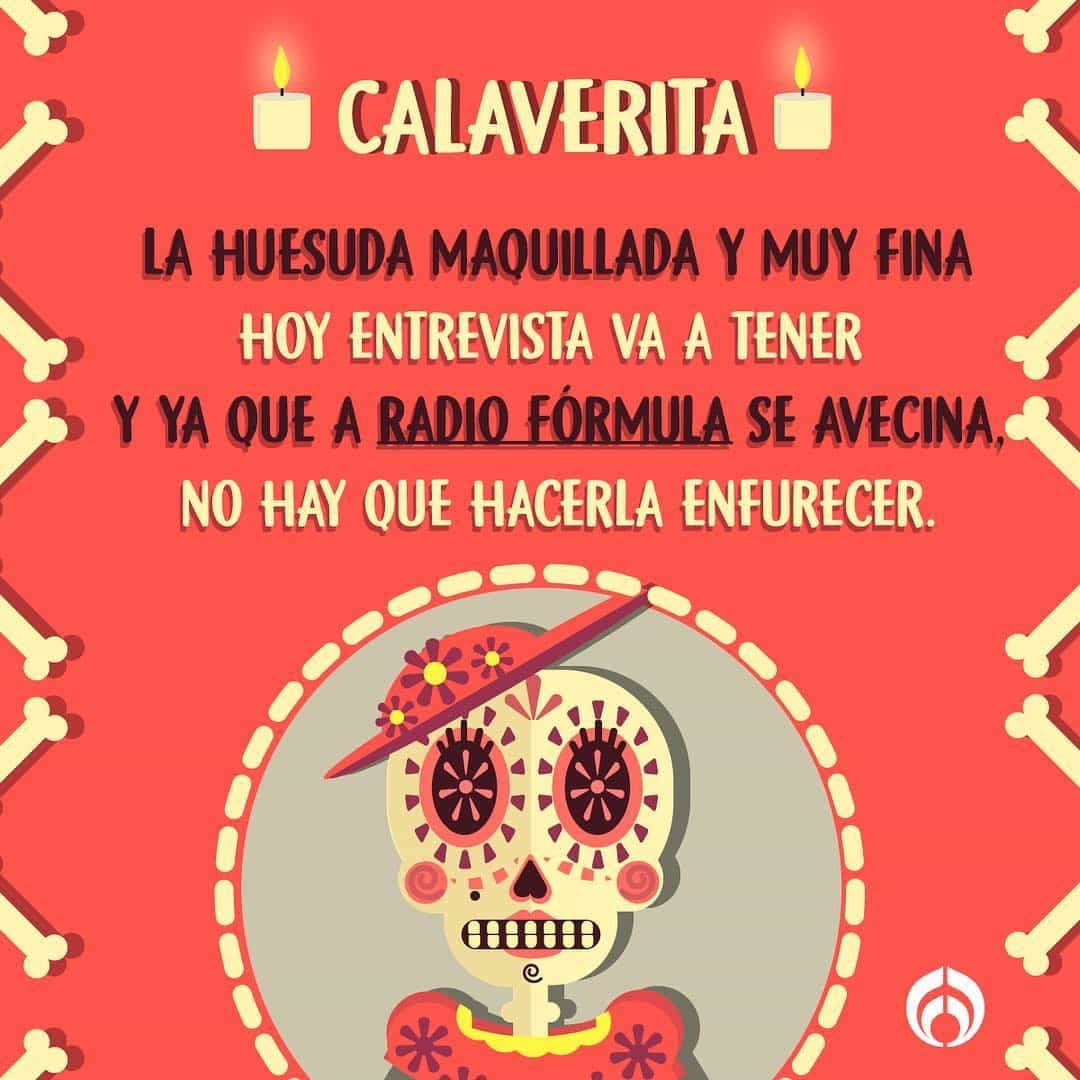 CALAVERITA
LA HUESUDA MAQUILLADA Y MUY FINA
HOY ENTREVISTA VA A TENER
Y YA QUE A RADIO FÓRMULA SE AVECINA,
NO HAY QUE HACERLA ENFURECER.